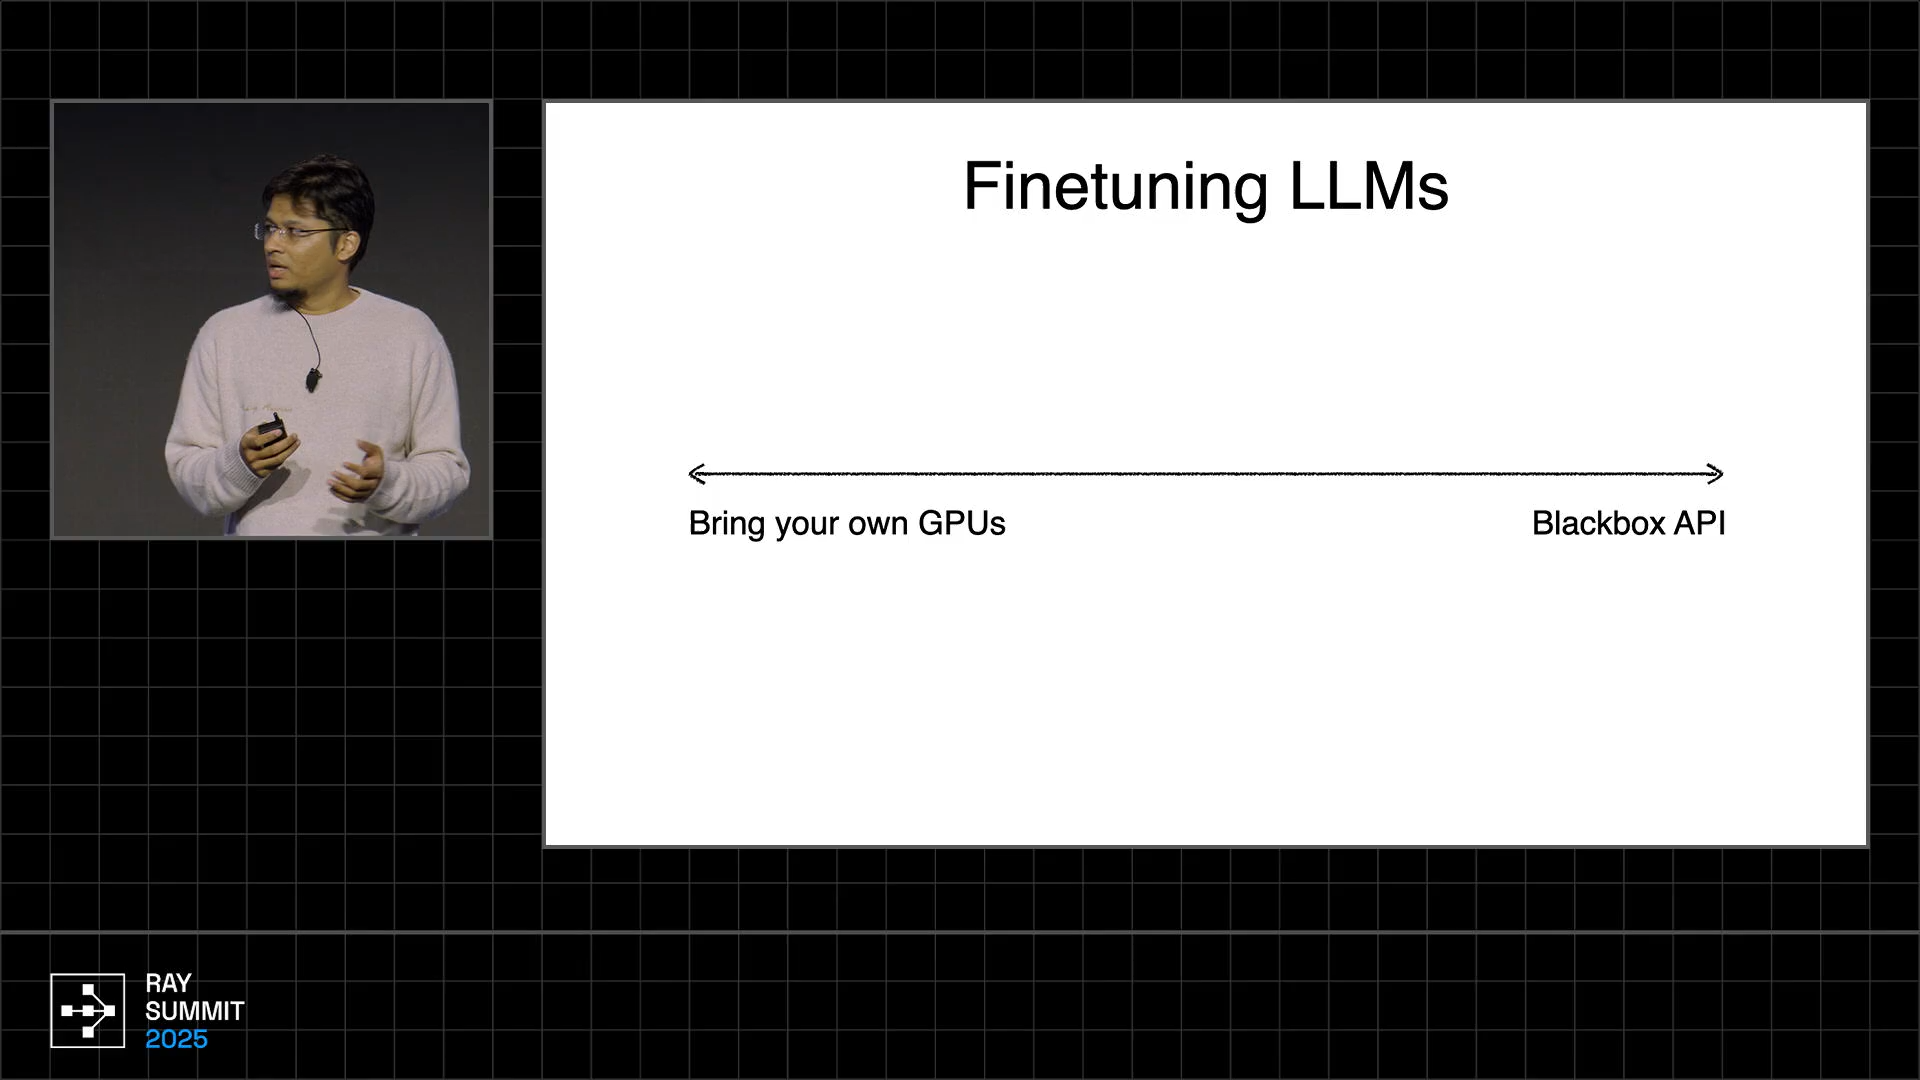 Finetuning LLMs
Bring your own GPUs
Blackbox API
RAY
SUMMIT
2025